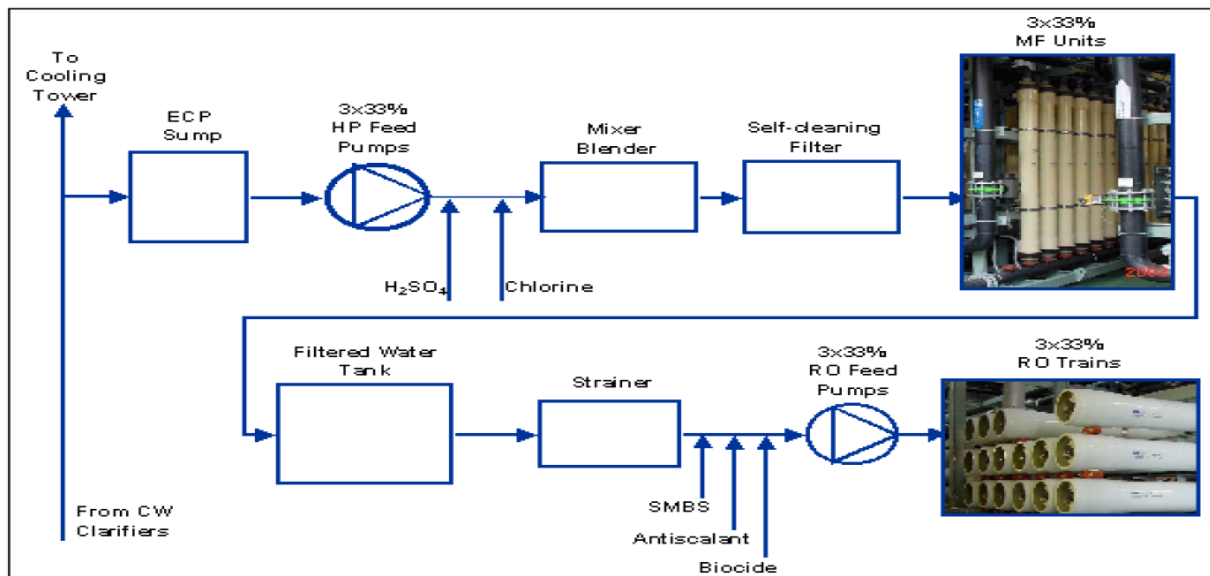 To
Cooling
Tower
ECP
Sump
3x33%
HP Feed
Pumps
Mixer
Blender
Self-cleaning
Filter
3x33%
MF Units
2002
H₂SO₄
Chlorine
Filtered Water
Tank
Strainer
3x33%
RO Feed
Pumps
3x33%
RO Trains
SMBS
Antiscalant
Biocide
From CW
Clarifiers